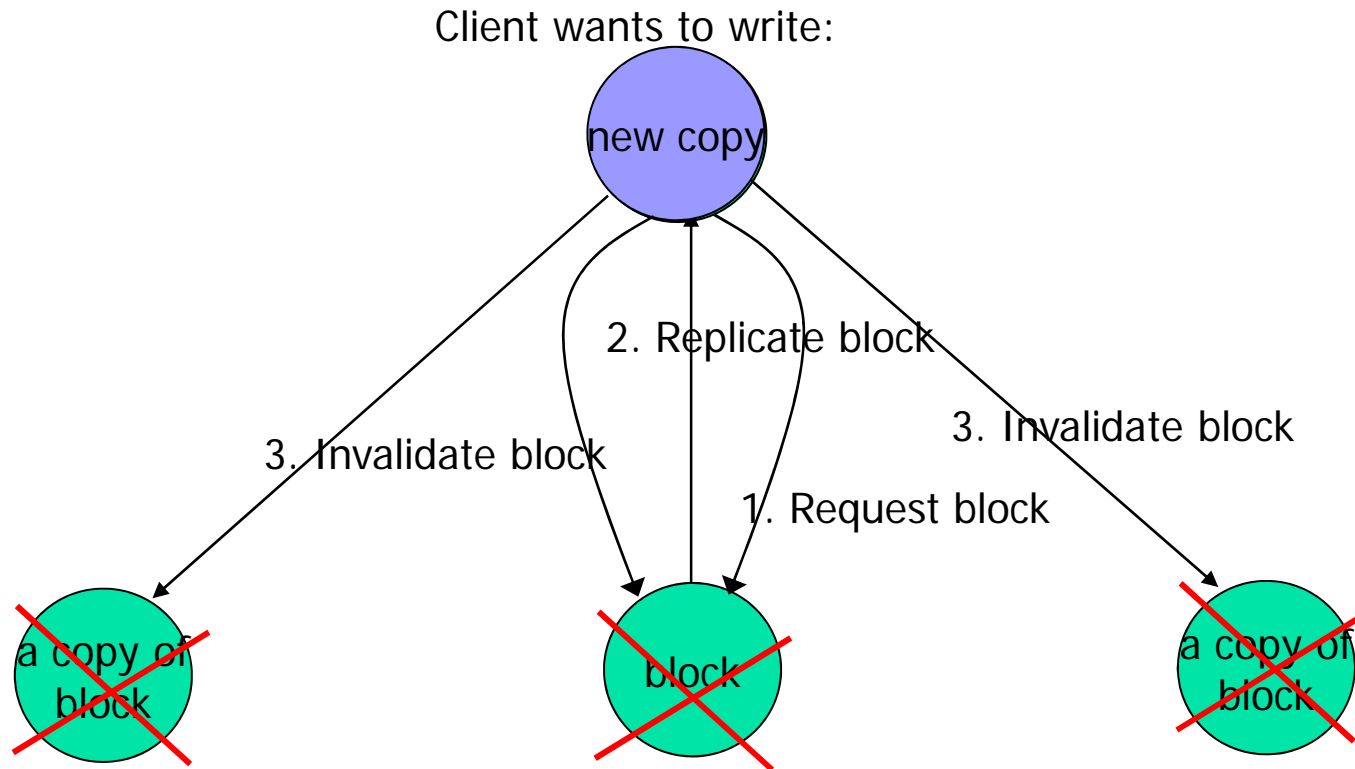 Client wants to write:
new copy
2. Replicate block
3. Invalidate block
3. Invalidate block
1. Request block
a copy of
block
block
a copy of
block